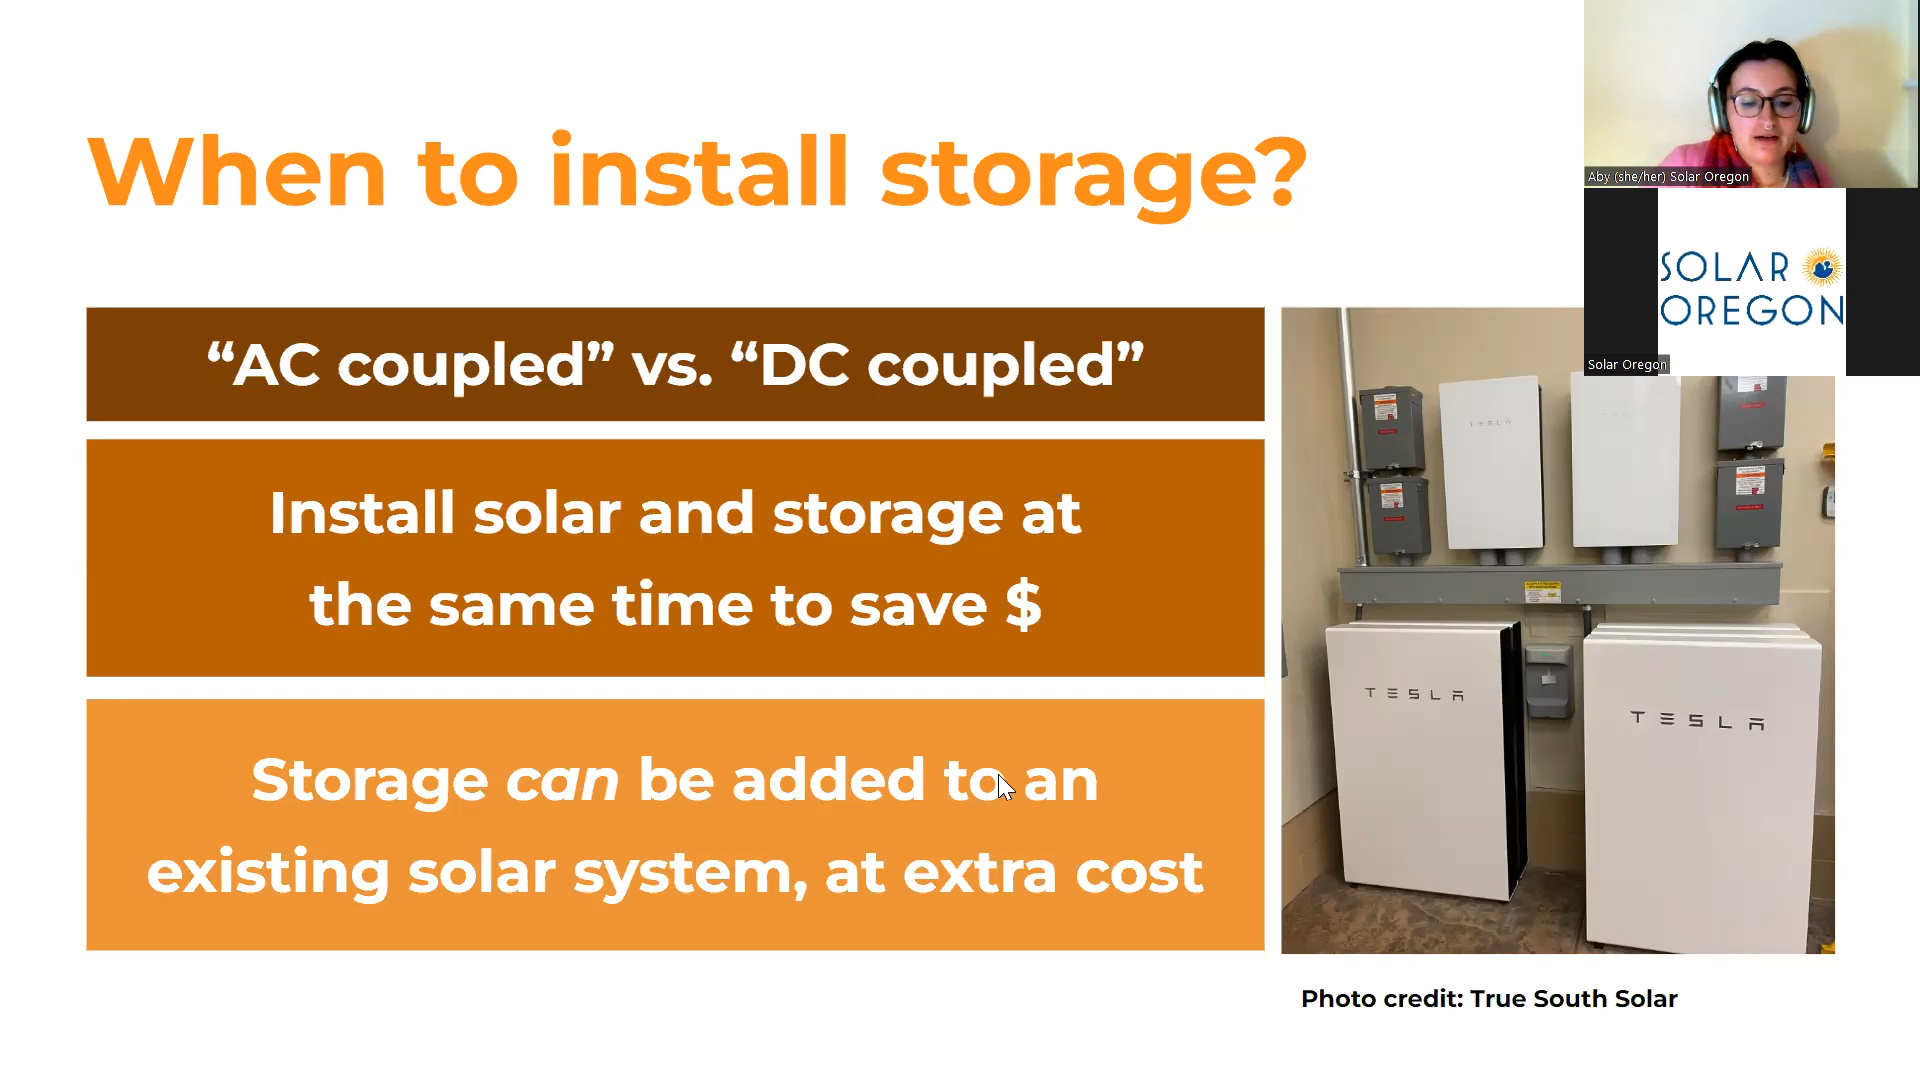 When to install storage?
“AC coupled” vs. “DC coupled”
Install solar and storage at
the same time to save $
Storage can be added to an
existing solar system, at extra cost
Aby (she/her) Solar Oregon
SOLAR
OREGON
Solar Oregon
TESLA
TESLA
TESLA
Photo credit: True South Solar